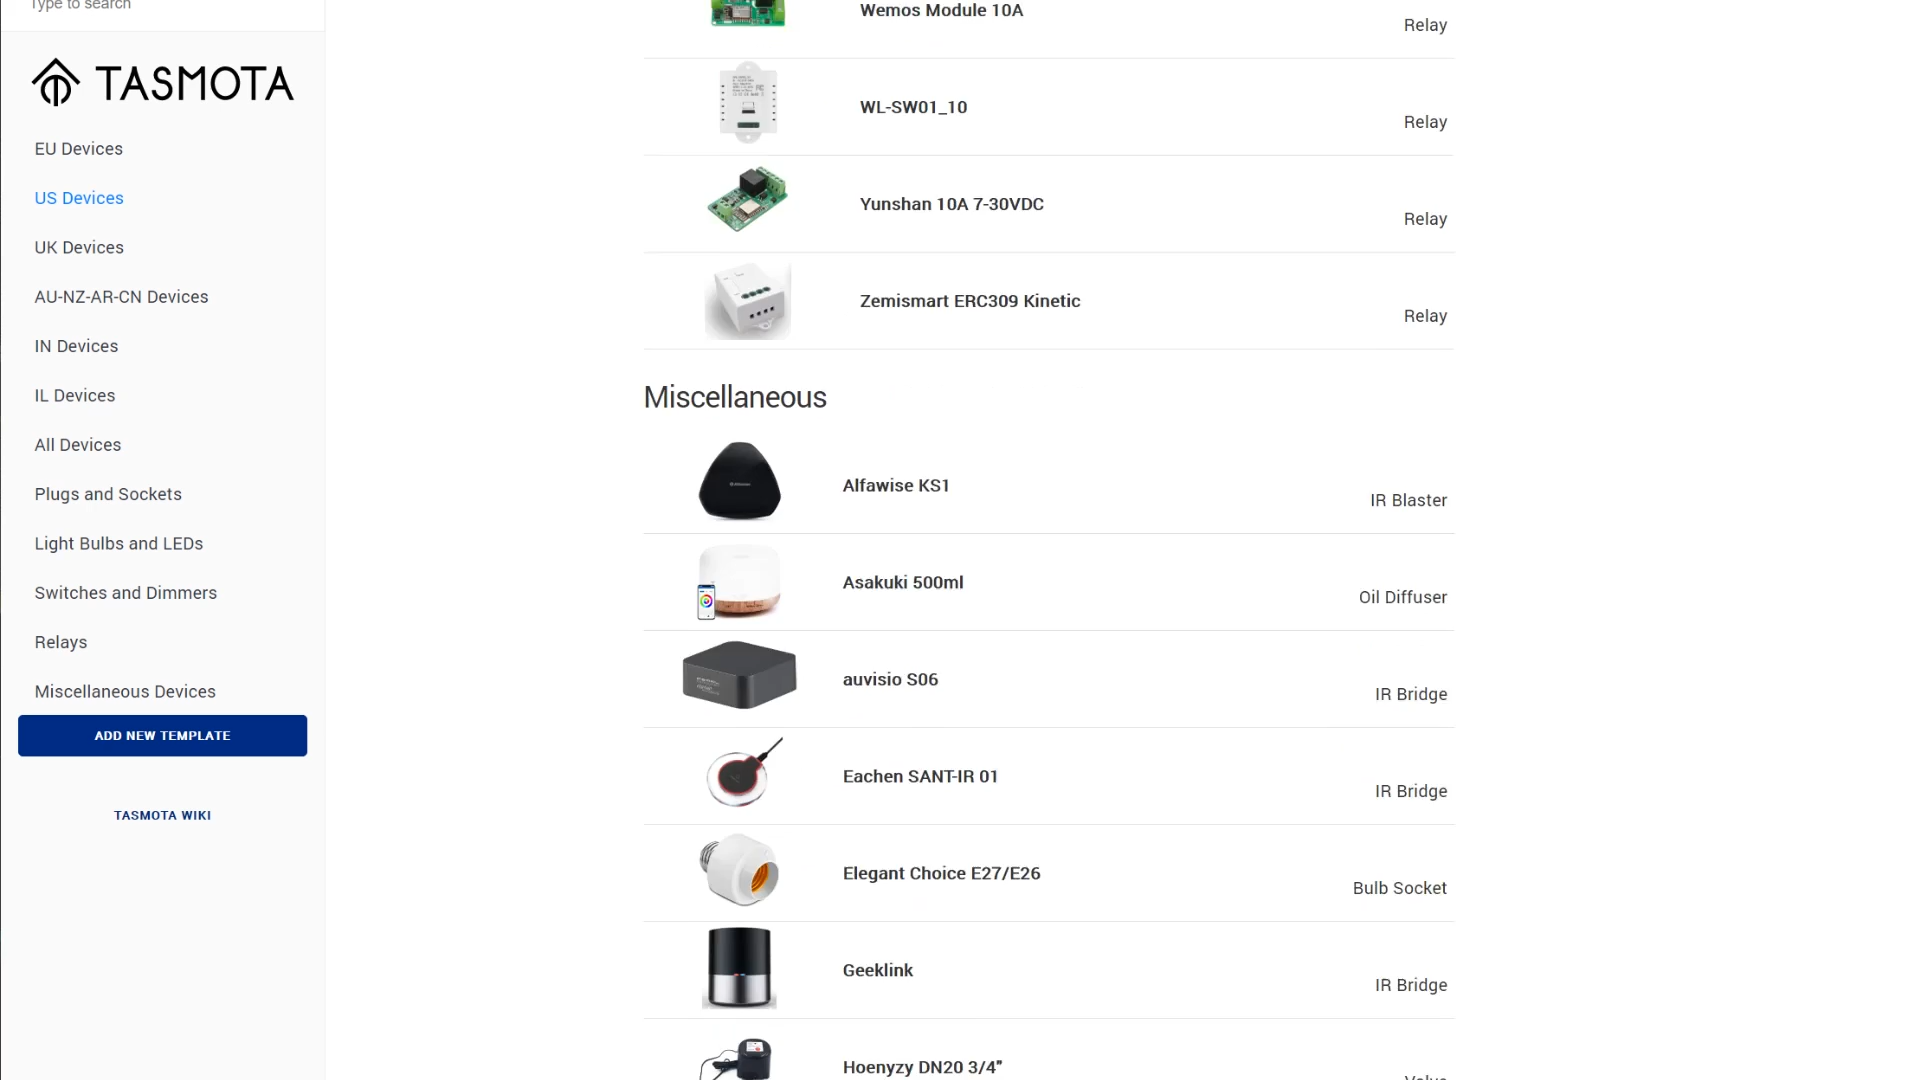 Type to search
TASMOTA
EU Devices
US Devices
UK Devices
AU-NZ-AR-CN Devices
IN Devices
IL Devices
All Devices
Plugs and Sockets
Light Bulbs and LEDs
Switches and Dimmers
Relays
Miscellaneous Devices
ADD NEW TEMPLATE
TASMOTA WIKI
Wemos Module 10A
Relay
WL-SW01_10
Relay
Yunshan 10A 7-30VDC
Relay
Zemismart ERC309 Kinetic
Relay
Miscellaneous
Alfawise KS1
IR Blaster
Asakuki 500ml
Oil Diffuser
auvisio S06
IR Bridge
Eachen SANT-IR 01
IR Bridge
Elegant Choice E27/E26
Bulb Socket
Geeklink
IR Bridge
Hoenyzy DN20 3/4"
Valve